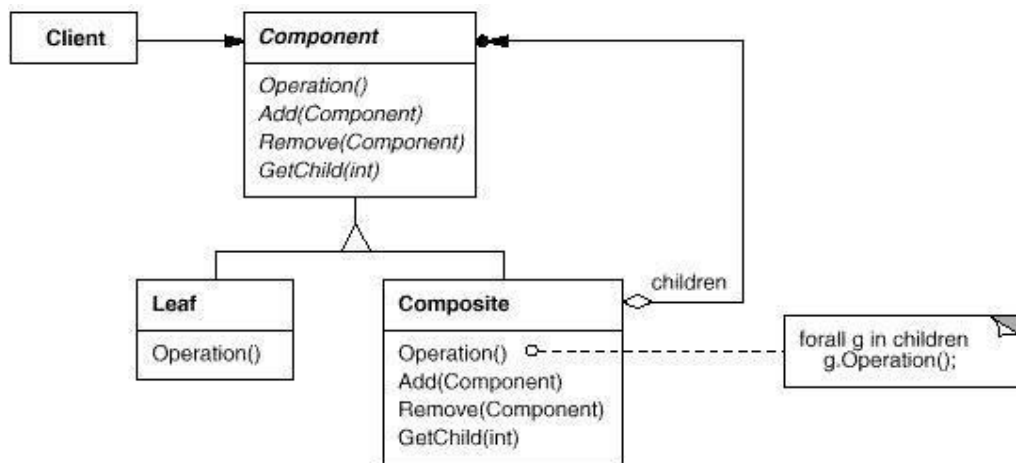 Client
Component
Operation()
Add(Component)
Remove(Component)
GetChild(int)
Leaf
Operation()
Composite
Operation()
Add(Component)
Remove(Component)
GetChild(int)
children
forall g in children
g.Operation();